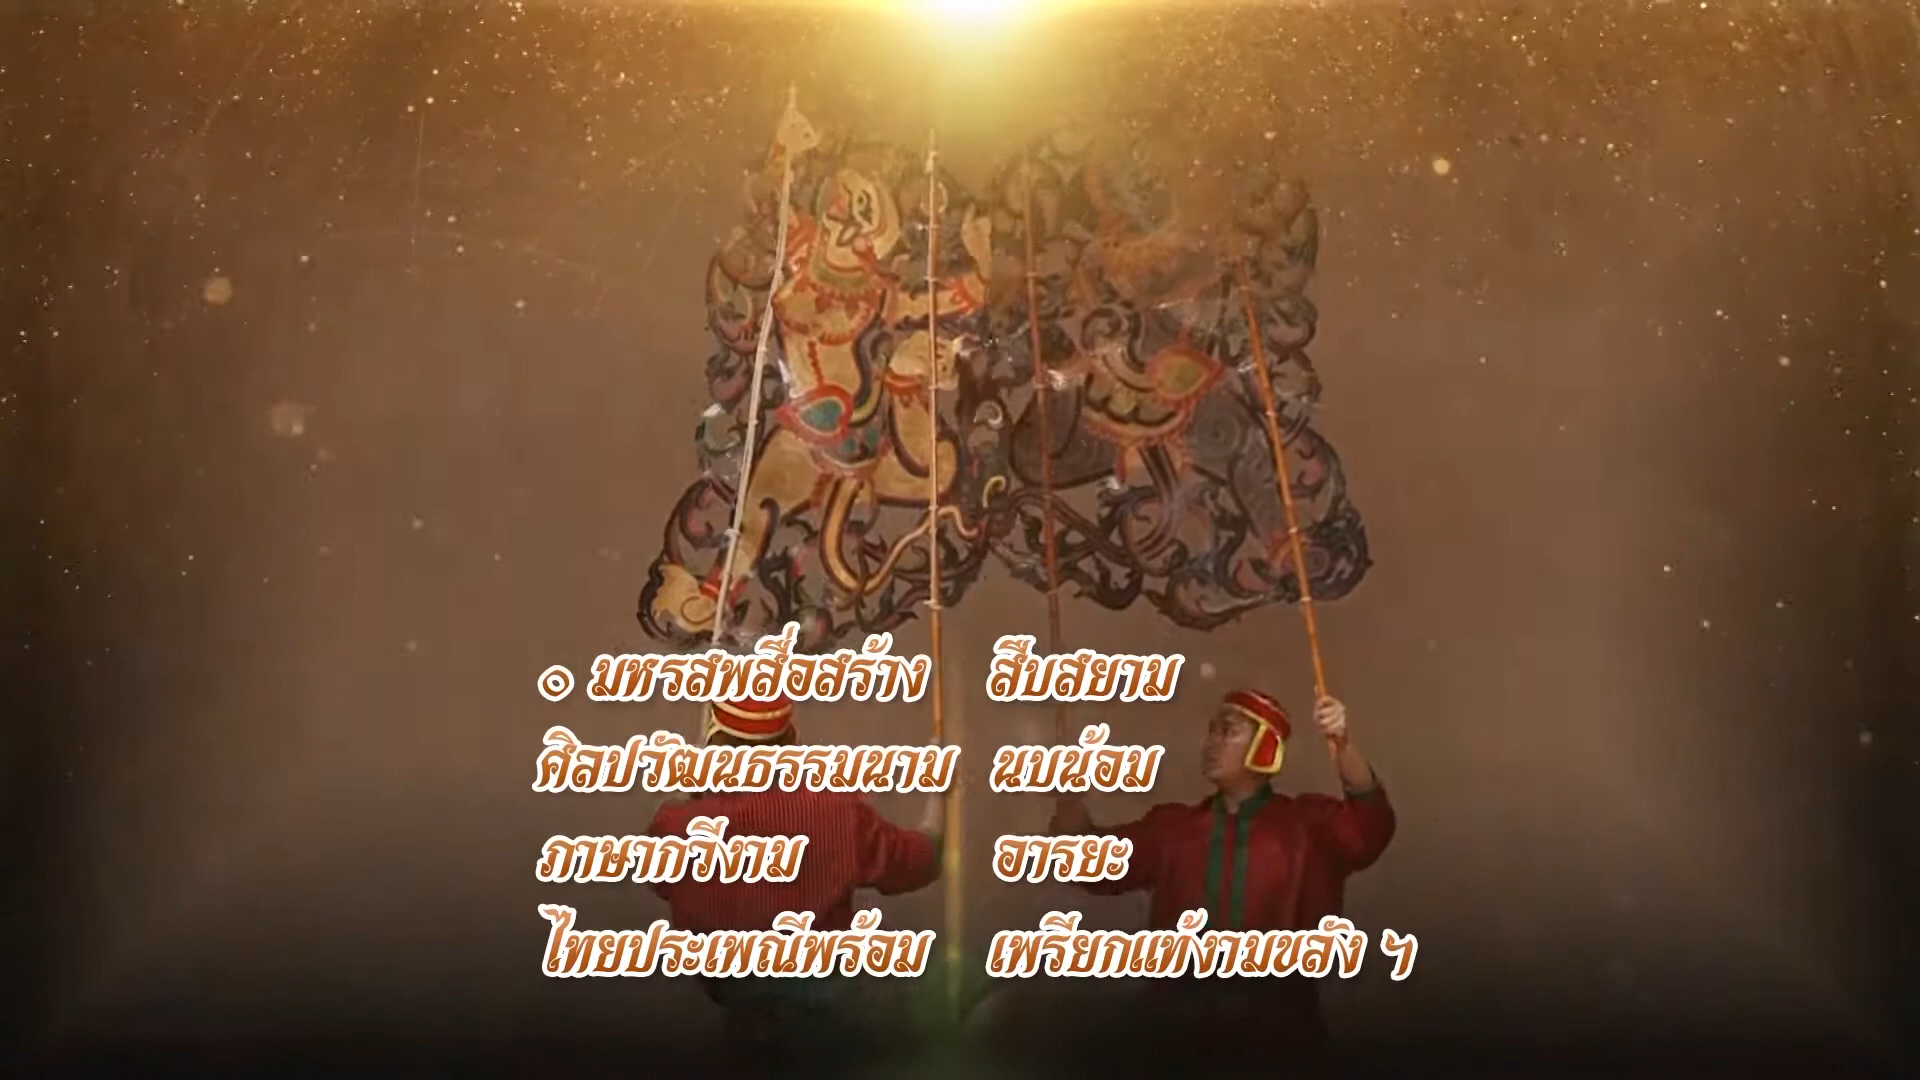 ๏ มหรสพสื่อสร้าง สืบสยาม
ศิลปวัฒนธรรมนาม นบน้อม
ภาษากวีงาม อารยะ
ไทยประเพณีพร้อม เพรียกแท้งามขลัง ฯ